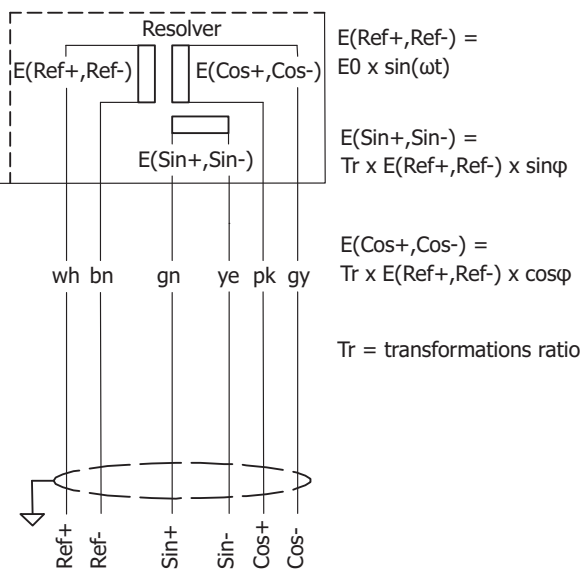 Resolver
E(Ref+,Ref-)
E(Cos+,Cos-)
E(Sin+,Sin-)
E(Ref+,Ref-) =
E0 x sin(ωt)
E(Sin+,Sin-) =
Tr x E(Ref+,Ref-) x sinφ
E(Cos+,Cos-) =
Tr x E(Ref+,Ref-) x cosφ
Tr = transformations ratio
wh bn gn ye pk gy
Ref+
Ref-
Sin+
Sin-
Cos+
Cos-